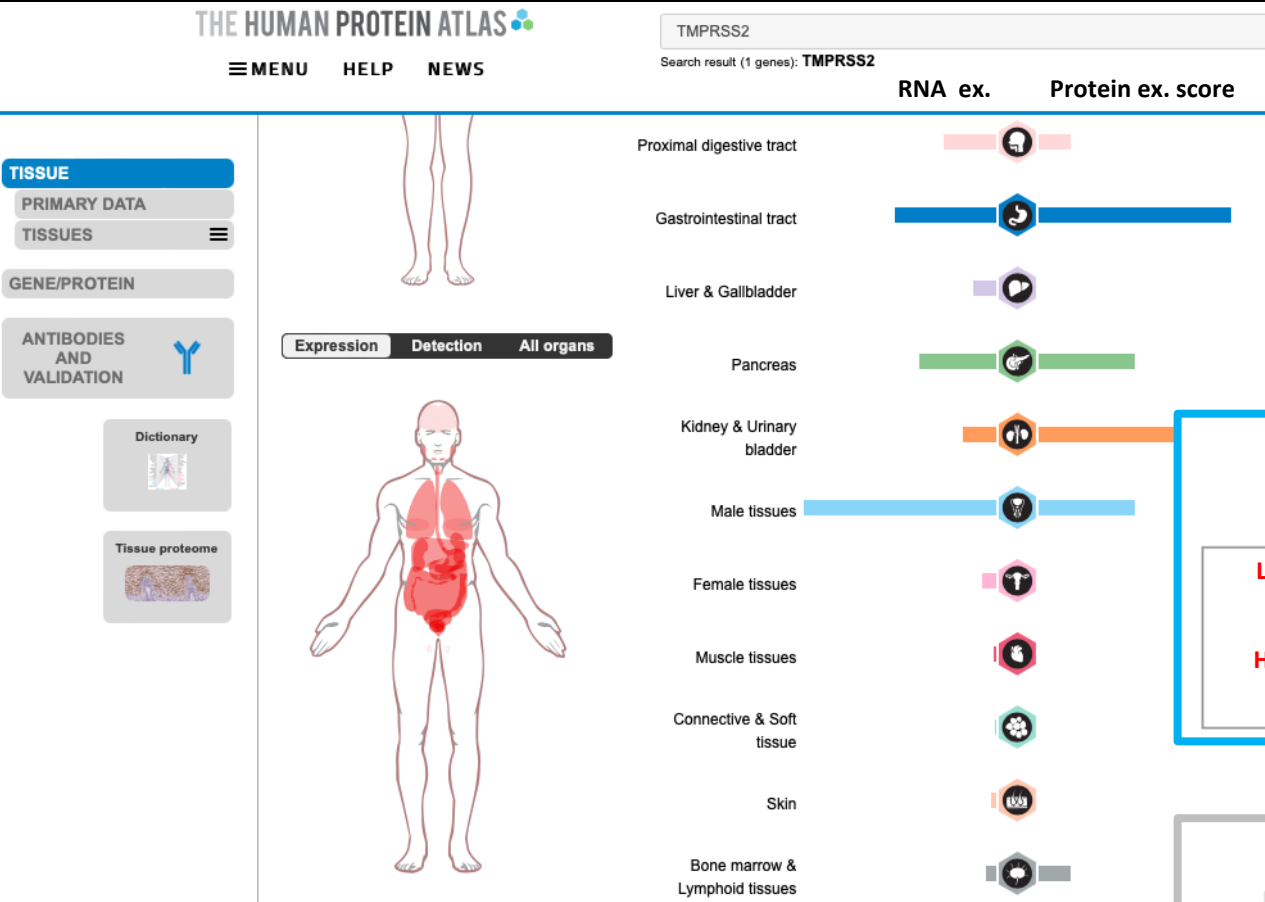 THE HUMAN PROTEIN ATLAS
TMPRSS2
Search result (1 genes): TMPRSS2
MENU HELP NEWS
RNA ex. Protein ex. score
TISSUE
PRIMARY DATA
TISSUES
GENE/PROTEIN
ANTIBODIES
AND
VALIDATION
Dictionary
Tissue proteome
Expression Detection All organs
Proximal digestive tract
Gastrointestinal tract
Liver & Gallbladder
Pancreas
Kidney & Urinary
bladder
Male tissues
Female tissues
Muscle tissues
Connective & Soft
tissue
Skin
Bone marrow &
Lymphoid tissues
L
H